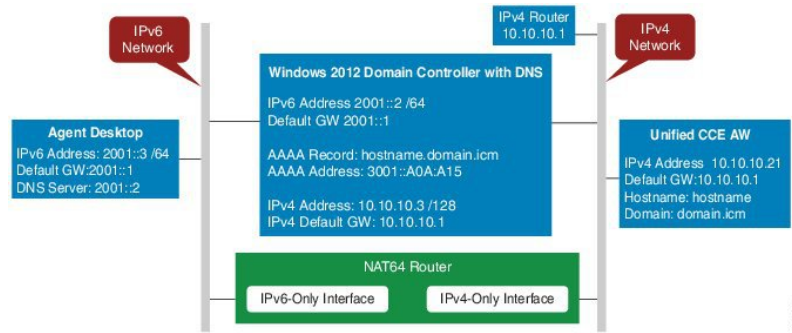 IPv6
Network
IPv4 Router
10.10.10.1
IPv4
Network
Windows 2012 Domain Controller with DNS
IPv6 Address 2001::2 /64
Default GW 2001::1
AAAA Record: hostname.domain.icm
AAAA Address: 3001::A0A:A15
IPv4 Address: 10.10.10.3 /128
IPv4 Default GW: 10.10.10.1
Agent Desktop
IPv6 Address: 2001::3 /64
Default GW:2001::1
DNS Server: 2001::2
Unified CCE AW
IPv4 Address 10.10.10.21
Default GW:10.10.10.1
Hostname: hostname
Domain: domain.icm
NAT64 Router
IPv6-Only Interface
IPv4-Only Interface